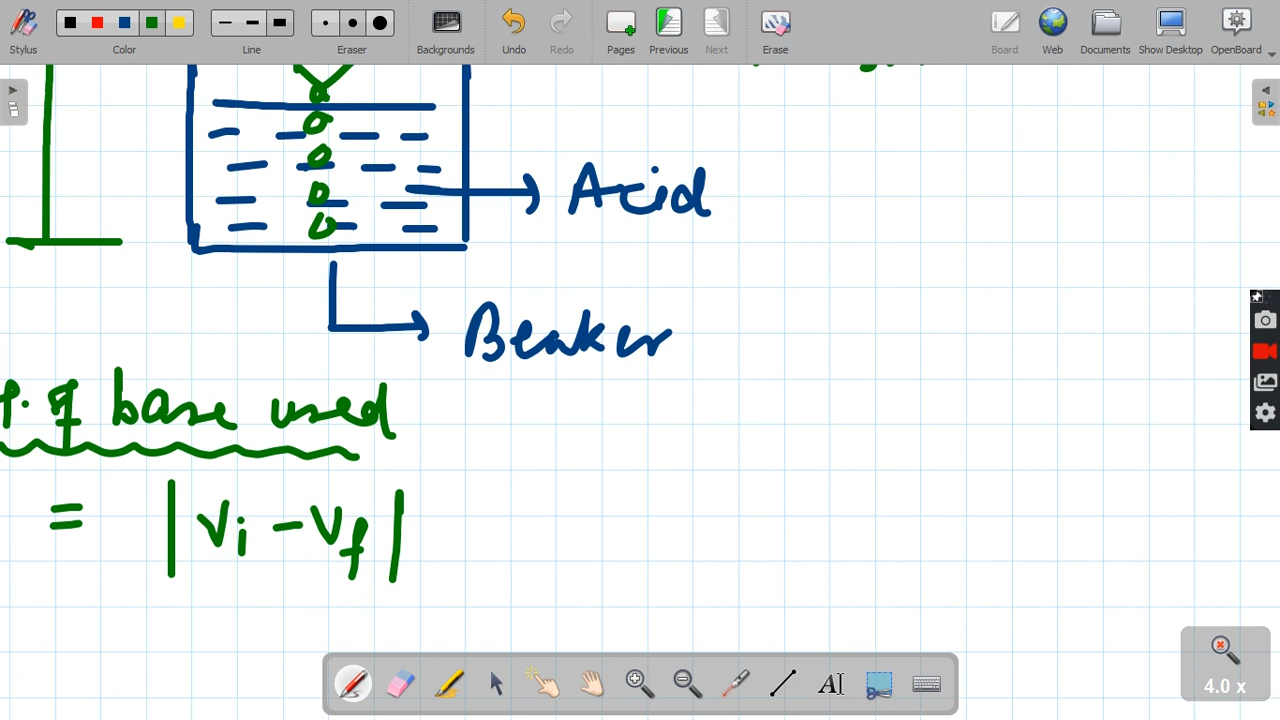 Stylus Color Line Eraser Backgrounds Undo Redo Pages Previous Next Erase Board Web Documents Show Desktop OpenBoard
Acid
Beaker
base used
= |Vi - Vf|
4.0 x